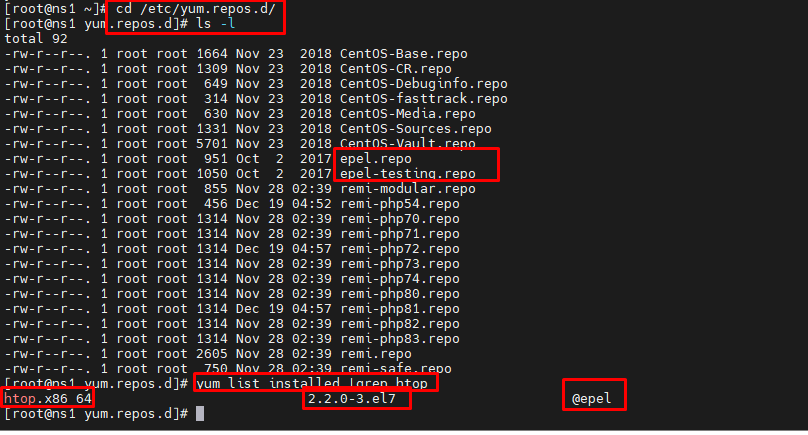 [root@ns1 ~]# cd /etc/yum.repos.d/
[root@ns1 yum.repos.d]# ls -l
total 92
-rw-r--r--. 1 root root 1664 Nov 23  2018 CentOS-Base.repo
-rw-r--r--. 1 root root 1309 Nov 23  2018 CentOS-CR.repo
-rw-r--r--. 1 root root  649 Nov 23  2018 CentOS-Debuginfo.repo
-rw-r--r--. 1 root root  314 Nov 23  2018 CentOS-fasttrack.repo
-rw-r--r--. 1 root root  630 Nov 23  2018 CentOS-Media.repo
-rw-r--r--. 1 root root 1331 Nov 23  2018 CentOS-Sources.repo
-rw-r--r--. 1 root root 5701 Nov 23  2018 CentOS-Vault.repo
-rw-r--r--. 1 root root  951 Oct  2  2017 epel.repo
-rw-r--r--. 1 root root 1050 Oct  2  2017 epel-testing.repo
-rw-r--r--. 1 root root  855 Nov 28 02:39 remi-modular.repo
-rw-r--r--. 1 root root  456 Dec 19 04:52 remi-php54.repo
-rw-r--r--. 1 root root 1314 Nov 28 02:39 remi-php70.repo
-rw-r--r--. 1 root root 1314 Nov 28 02:39 remi-php71.repo
-rw-r--r--. 1 root root 1314 Dec 19 04:57 remi-php72.repo
-rw-r--r--. 1 root root 1314 Nov 28 02:39 remi-php73.repo
-rw-r--r--. 1 root root 1314 Nov 28 02:39 remi-php74.repo
-rw-r--r--. 1 root root 1314 Nov 28 02:39 remi-php80.repo
-rw-r--r--. 1 root root 1314 Dec 19 04:57 remi-php81.repo
-rw-r--r--. 1 root root 1314 Nov 28 02:39 remi-php82.repo
-rw-r--r--. 1 root root 1314 Nov 28 02:39 remi-php83.repo
-rw-r--r--. 1 root root 2605 Nov 28 02:39 remi.repo
-rw-r--r--. 1 root root  750 Nov 28 02:39 remi-safe.repo
[root@ns1 yum.repos.d]# yum list installed |grep htop
htop.x86_64                             2.2.0-3.el7                      @epel
[root@ns1 yum.repos.d]#